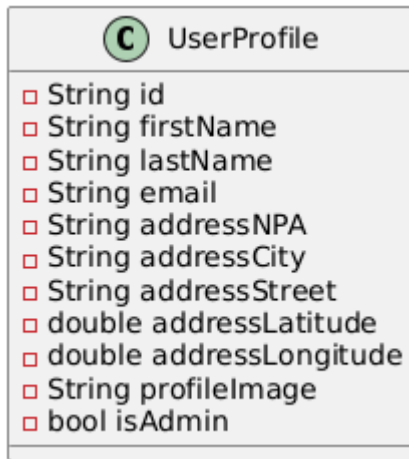 C UserProfile
String id
String firstName
String lastName
String email
String addressNPA
String addressCity
String addressStreet
double addressLatitude
double addressLongitude
String profileImage
bool isAdmin